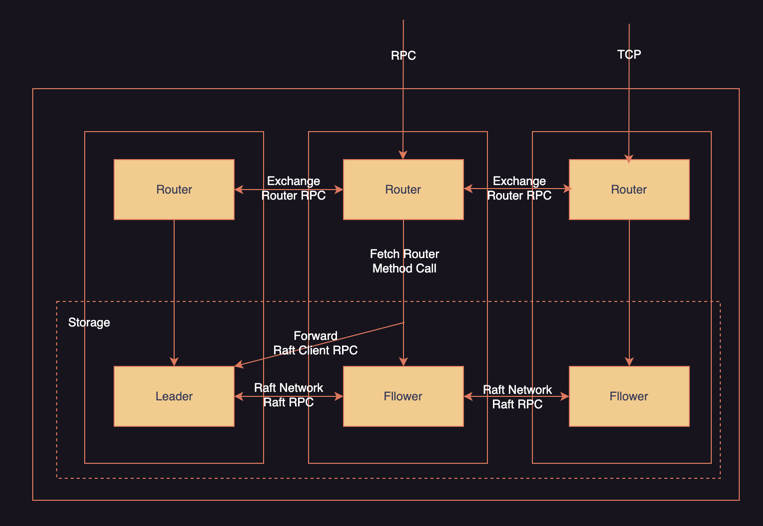 RPC
TCP
Router
Exchange
Router RPC
Router
Exchange
Router RPC
Router
Fetch Router
Method Call
Storage
Forward
Raft Client RPC
Leader
Raft Network
Raft RPC
Fllower
Raft Network
Raft RPC
Fllower